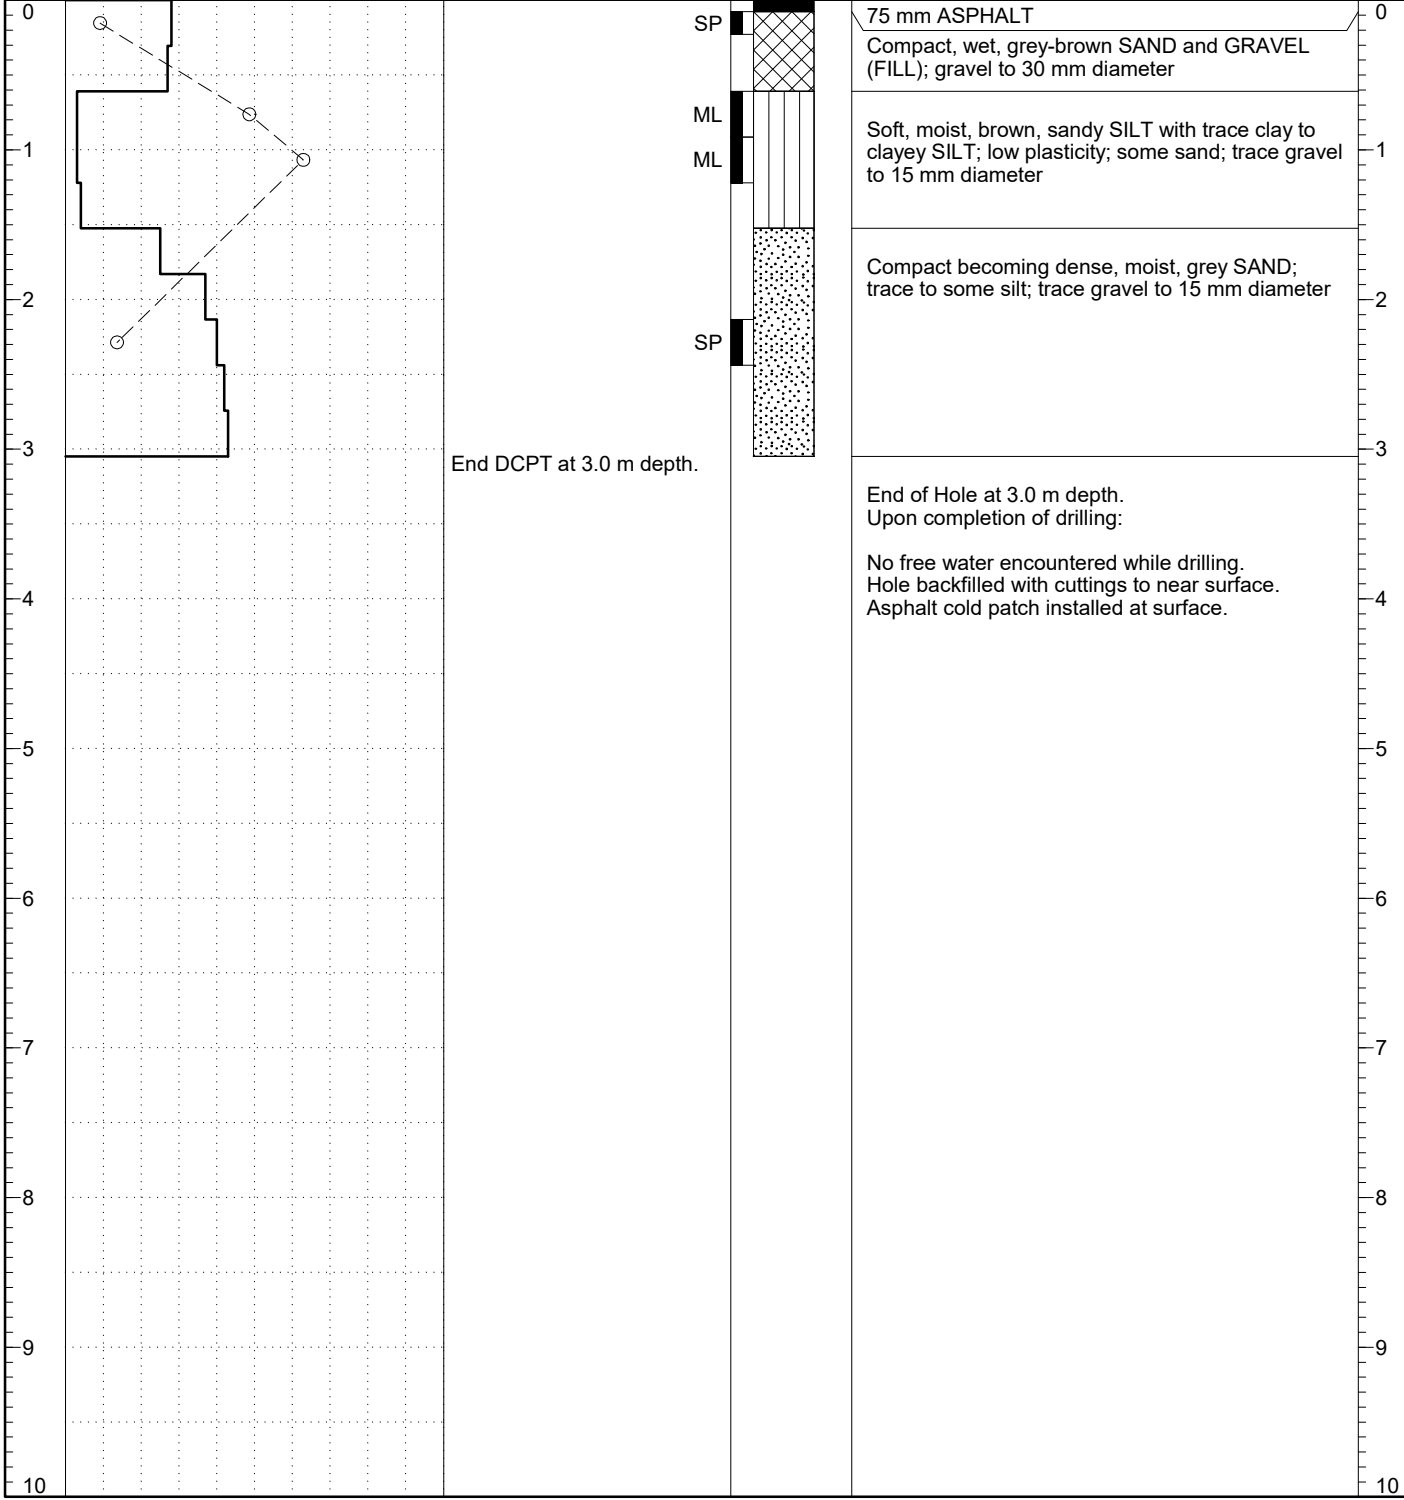 0
1
2
3
4
5
6
7
8
9
10
End DCPT at 3.0 m depth.
SP
ML
ML
SP
75 mm ASPHALT
Compact, wet, grey-brown SAND and GRAVEL
(FILL); gravel to 30 mm diameter
Soft, moist, brown, sandy SILT with trace clay to
clayey SILT; low plasticity; some sand; trace gravel
to 15 mm diameter
Compact becoming dense, moist, grey SAND;
trace to some silt; trace gravel to 15 mm diameter
End of Hole at 3.0 m depth.
Upon completion of drilling:
No free water encountered while drilling.
Hole backfilled with cuttings to near surface.
Asphalt cold patch installed at surface.
0
1
2
3
4
5
6
7
8
9
10